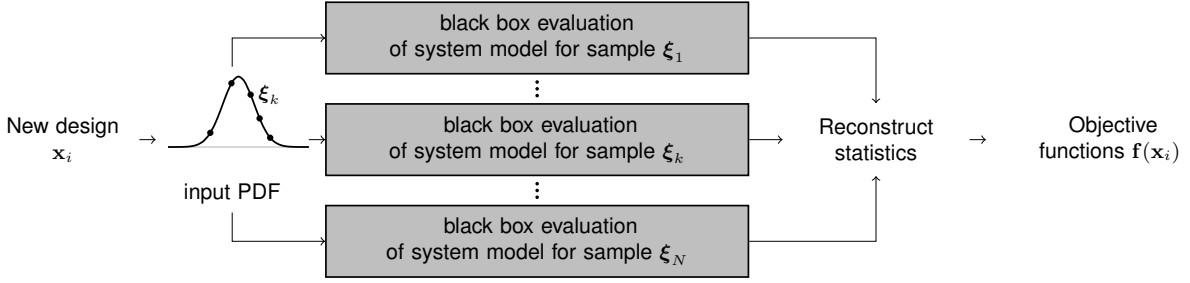 black box evaluation
of system model for sample ξ₁
ξₖ
New design
xᵢ
input PDF
black box evaluation
of system model for sample ξₖ
black box evaluation
of system model for sample ξ_N
Reconstruct
statistics
Objective
functions f(xᵢ)